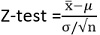 Z-test = x̄−μ / σ/√n